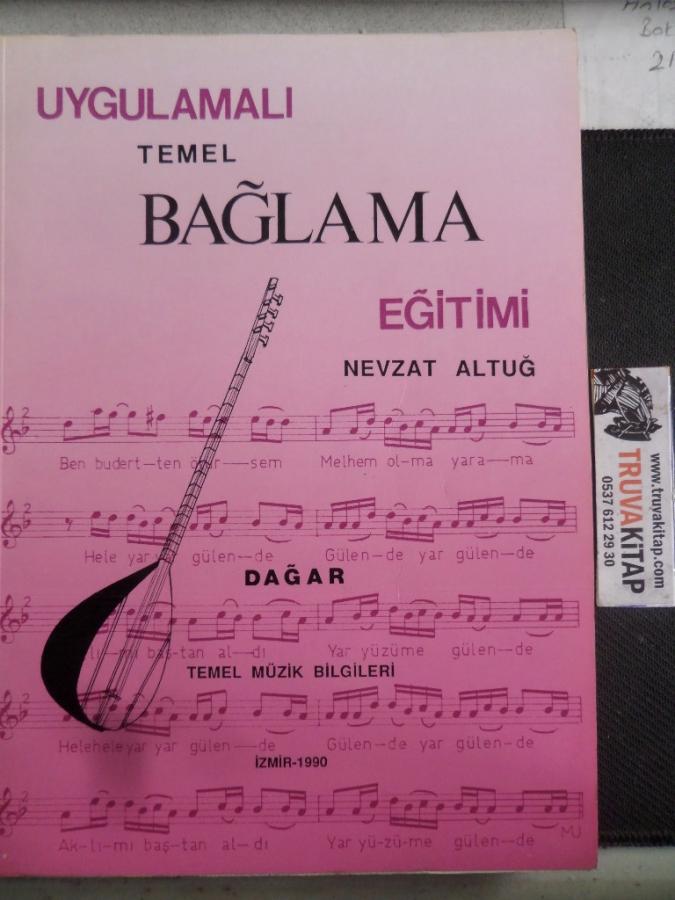 UYGULAMALI
TEMEL
BAĞLAMA
EĞİTİMİ
NEVZAT ALTUĞ
Ben budert-ten sem Melhem ol-ma yara-ma
Hele yar gülen-de Gülen-de yar gülen-de
DAĞAR
baş-tan al-dı Yar yüzüme gülen-de
TEMEL MÜZİK BİLGİLERİ
Helehele yar yar gülen-de Gülen-de yar gülen-de
İZMİR-1990
Ak-lı-mı baş-tan al-dı Yar yü-zü-me gülen-de
MJ
www.truvakitap.com
TRUVAKİTAP
0537 612 29 30